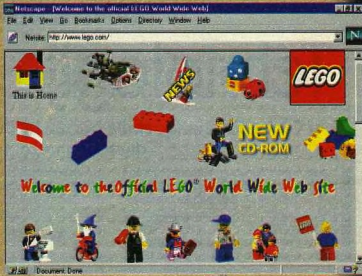 Netscape - [Welcome to the official LEGO World Wide Web]
File Edit View Go Bookmarks Options Directory Window Help
Netsite: http://www.lego.com/
N
NEWS
LEGO
This is Home
NEW
CD-ROM
Welcome to the Official LEGO® World Wide Web site
LEGO
Document: Done